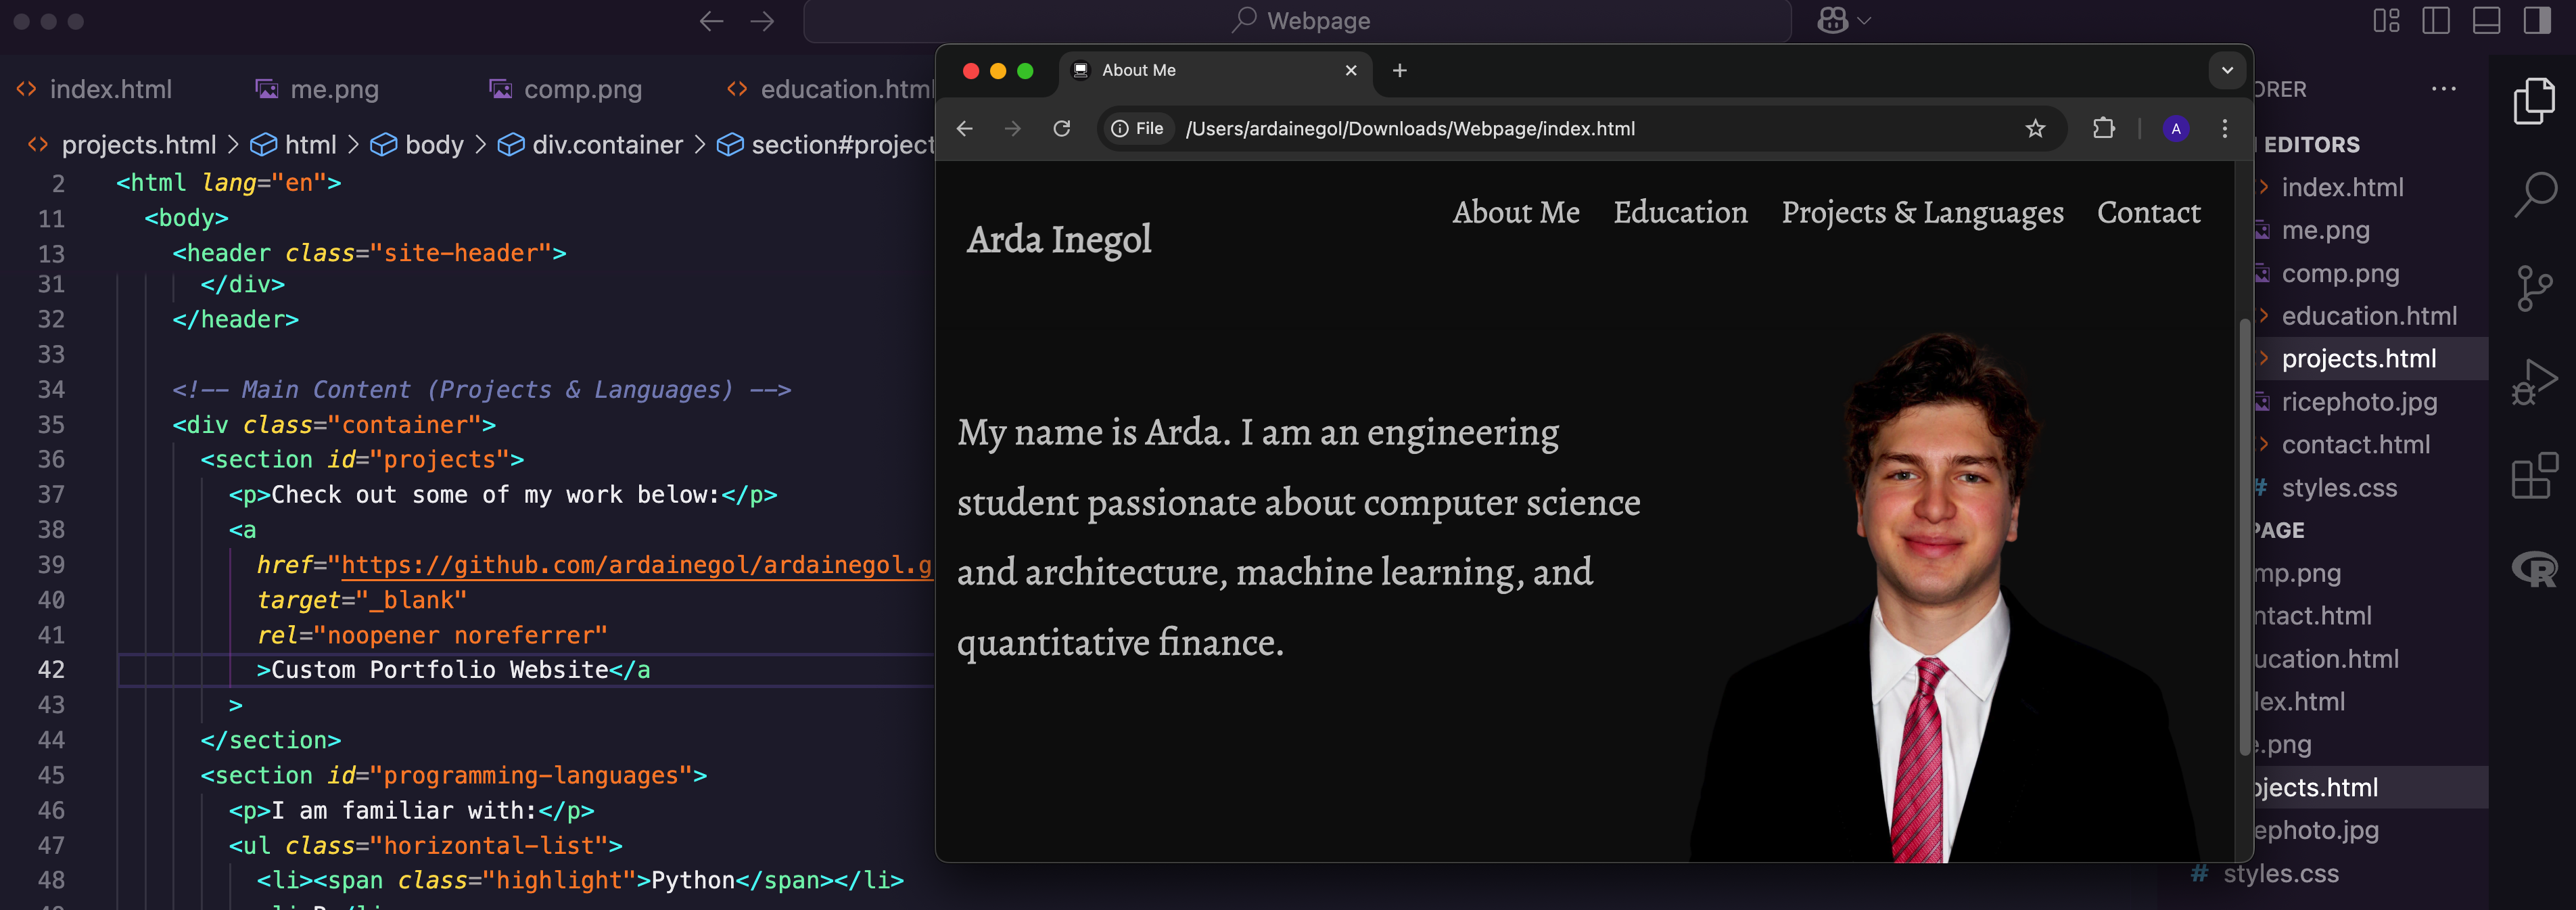 Webpage
index.html
me.png
comp.png
education.html
projects.html > html > body > div.container > section#project
2 <html lang="en">
11 <body>
13 <header class="site-header">
31 </div>
32 </header>
33
34 <!-- Main Content (Projects & Languages) -->
35 <div class="container">
36 <section id="projects">
37 <p>Check out some of my work below:</p>
38 <a
39 href="https://github.com/ardainegol/ardainegol.g
40 target="_blank"
41 rel="noopener noreferrer"
42 >Custom Portfolio Website</a
43 >
44 </section>
45 <section id="programming-languages">
46 <p>I am familiar with:</p>
47 <ul class="horizontal-list">
48 <li><span class="highlight">Python</span></li>
About Me
File /Users/ardainegol/Downloads/Webpage/index.html
A
Arda Inegol
About Me Education Projects & Languages Contact
My name is Arda. I am an engineering
student passionate about computer science
and architecture, machine learning, and
quantitative finance.
ORER
EDITORS
index.html
me.png
comp.png
education.html
projects.html
ricephoto.jpg
contact.html
# styles.css
PAGE
mp.png
ntact.html
ucation.html
lex.html
e.png
ojects.html
ephoto.jpg
# styles.css
R